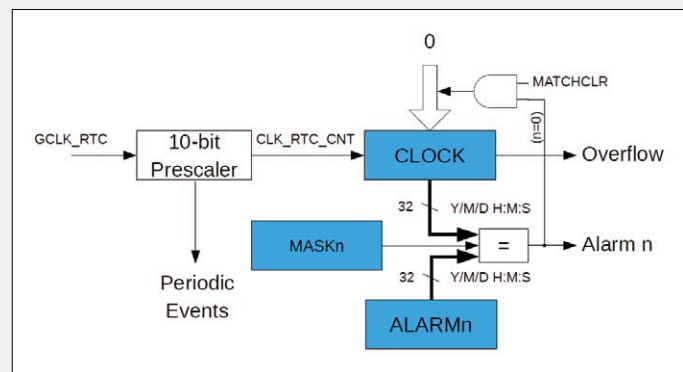 0
MATCHCLR
(n=0)
GCLK_RTC
10-bit
Prescaler
CLK_RTC_CNT
CLOCK
Overflow
32
Y/M/D H:M:S
MASKn
=
Alarm n
Periodic
Events
32
Y/M/D H:M:S
ALARMn